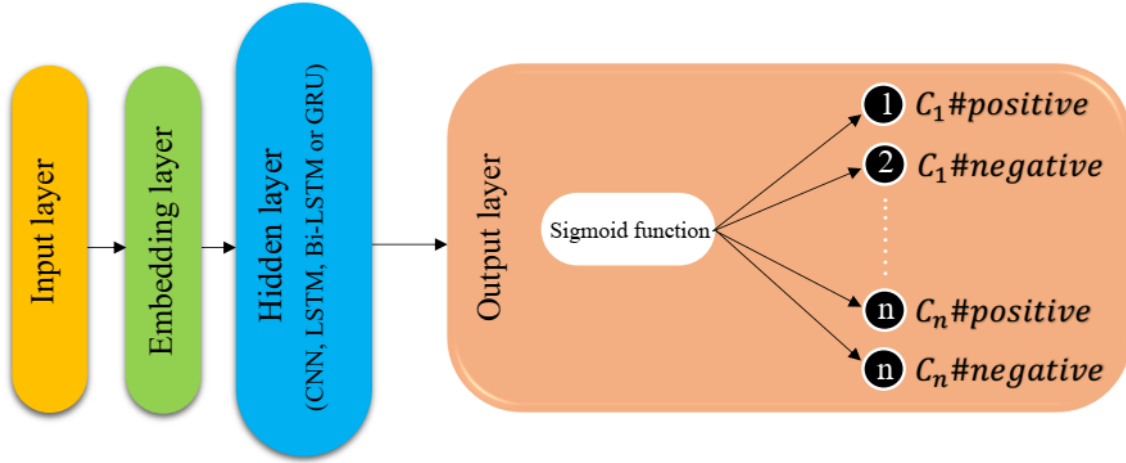 Input layer
Embedding layer
Hidden layer
(CNN, LSTM, Bi-LSTM or GRU)
Output layer
Sigmoid function
1 C₁#positive
2 C₁#negative
n Cₙ#positive
n Cₙ#negative